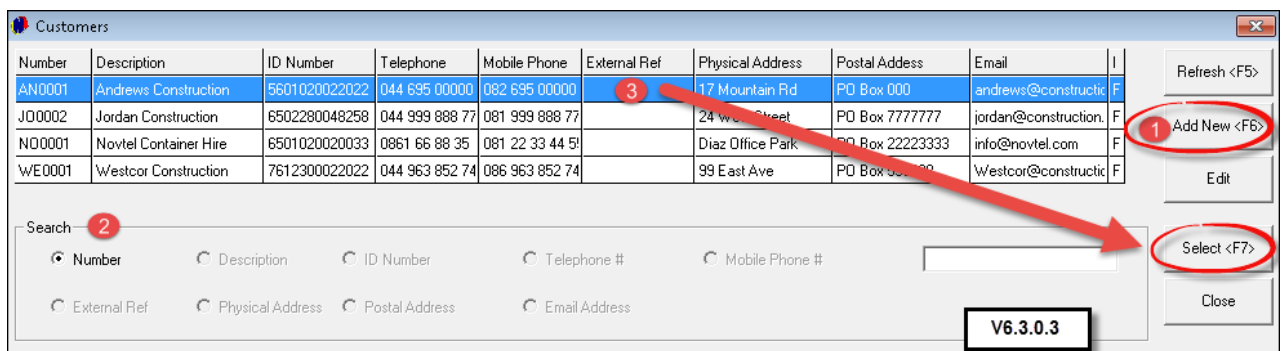 Customers
Number Description ID Number Telephone Mobile Phone External Ref Physical Address Postal Addess Email I
Refresh <F5>
AN0001 Andrews Construction 5601020022022 044 695 00000 082 695 00000 3 17 Mountain Rd PO Box 000 andrews@constructic F
JO0002 Jordan Construction 6502280048258 044 999 888 77 081 999 888 77 24 Street PO Box 7777777 jordan@construction. F
1 Add New <F6>
NO0001 Novtel Container Hire 6501020020033 0861 66 88 35 081 22 33 44 5! Diaz Office Park PO Box 22223333 info@novtel.com F
WE0001 Westcor Construction 7612300022022 044 963 852 74 086 963 852 74 99 East Ave PO Box Westcor@constructic F
Edit
Search 2
Number Description ID Number Telephone # Mobile Phone #
Select <F7>
External Ref Physical Address Postal Address Email Address
Close
V6.3.0.3